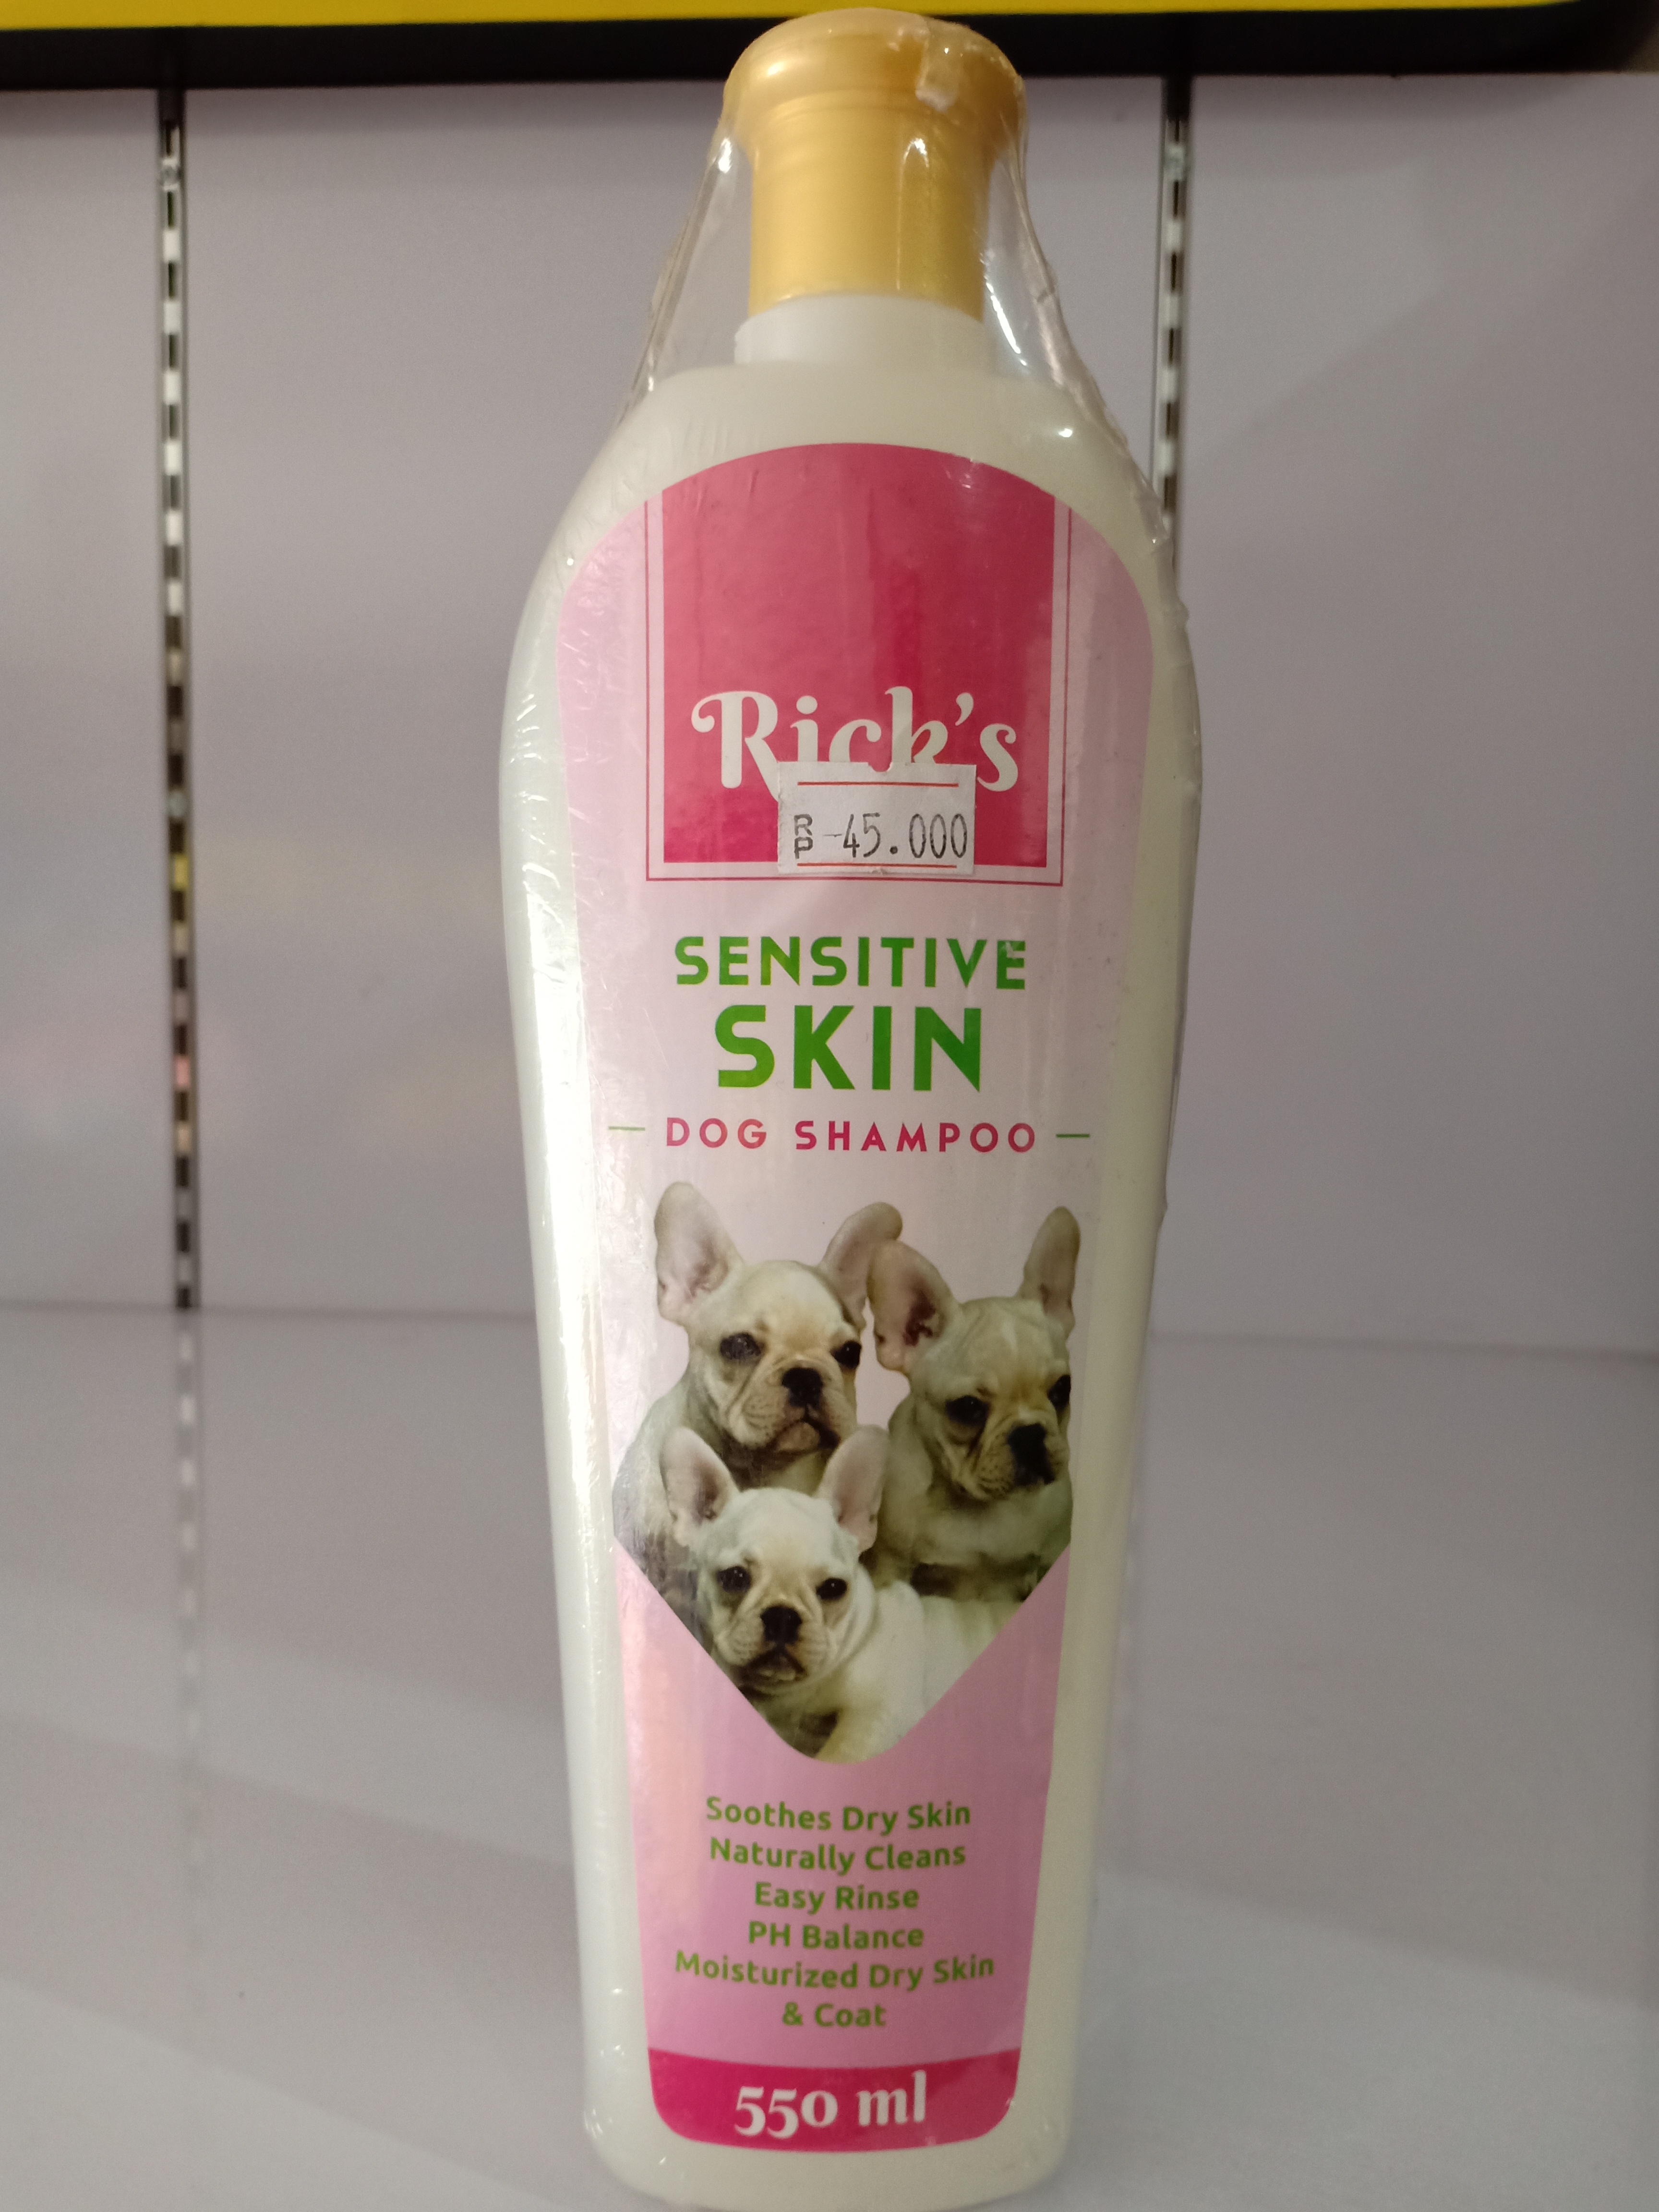 Rick's
RP 45.000
SENSITIVE
SKIN
DOG SHAMPOO
Soothes Dry Skin
Naturally Cleans
Easy Rinse
PH Balance
Moisturized Dry Skin
& Coat
550 ml